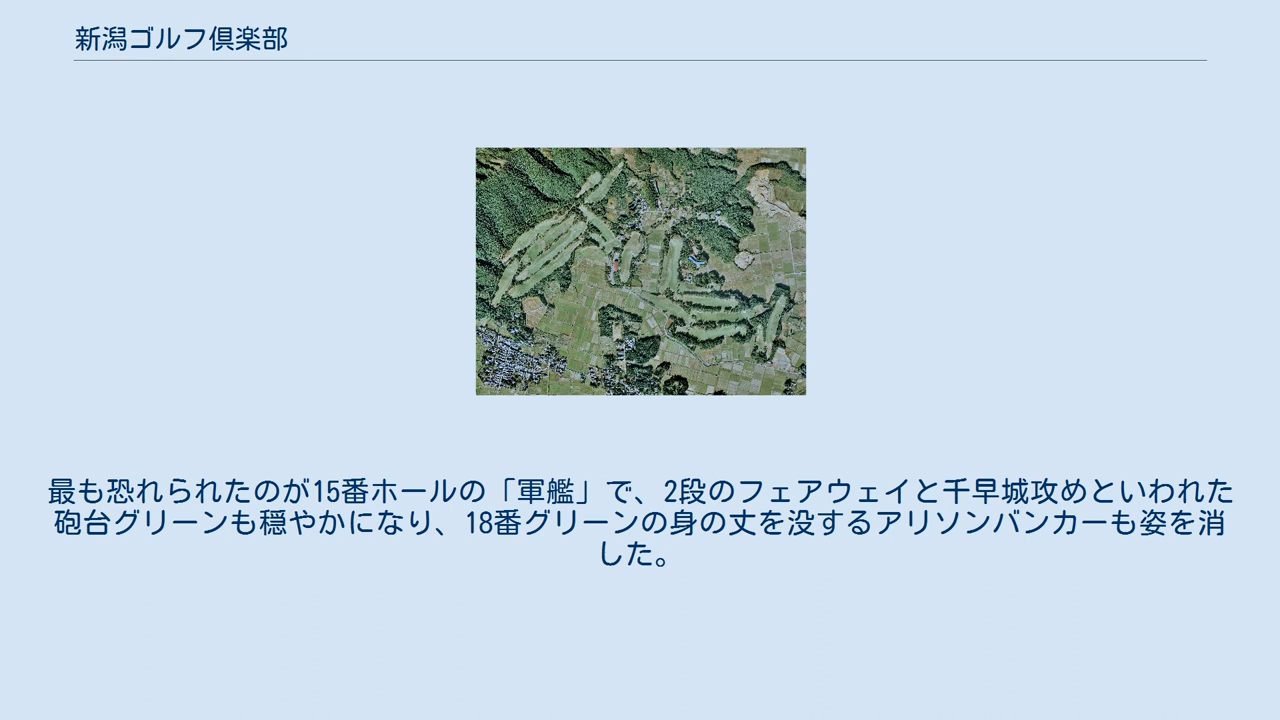 新潟ゴルフ倶楽部
最も恐れられたのが15番ホールの「軍艦」で、2段のフェアウェイと千早城攻めといわれた
砲台グリーンも穏やかになり、18番グリーンの身の丈を没するアリソンバンカーも姿を消
した。